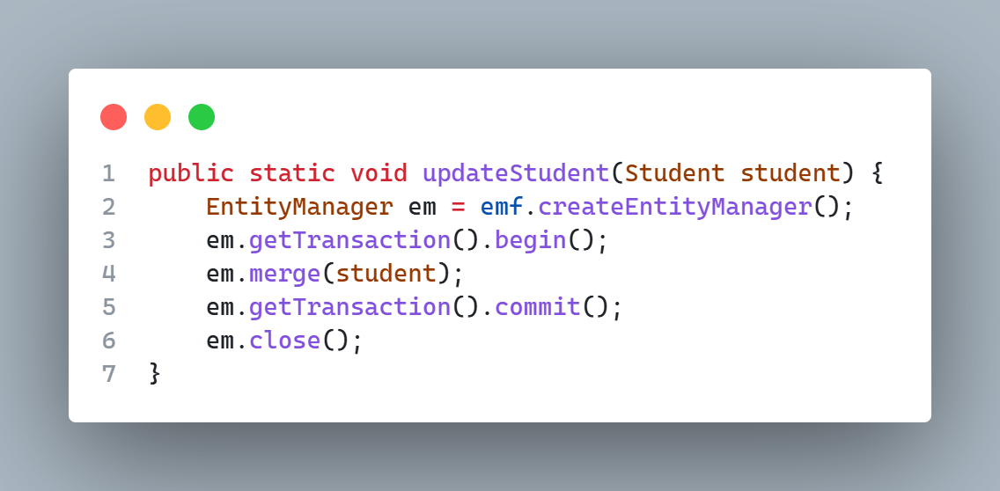 1 public static void updateStudent(Student student) {
2     EntityManager em = emf.createEntityManager();
3     em.getTransaction().begin();
4     em.merge(student);
5     em.getTransaction().commit();
6     em.close();
7 }